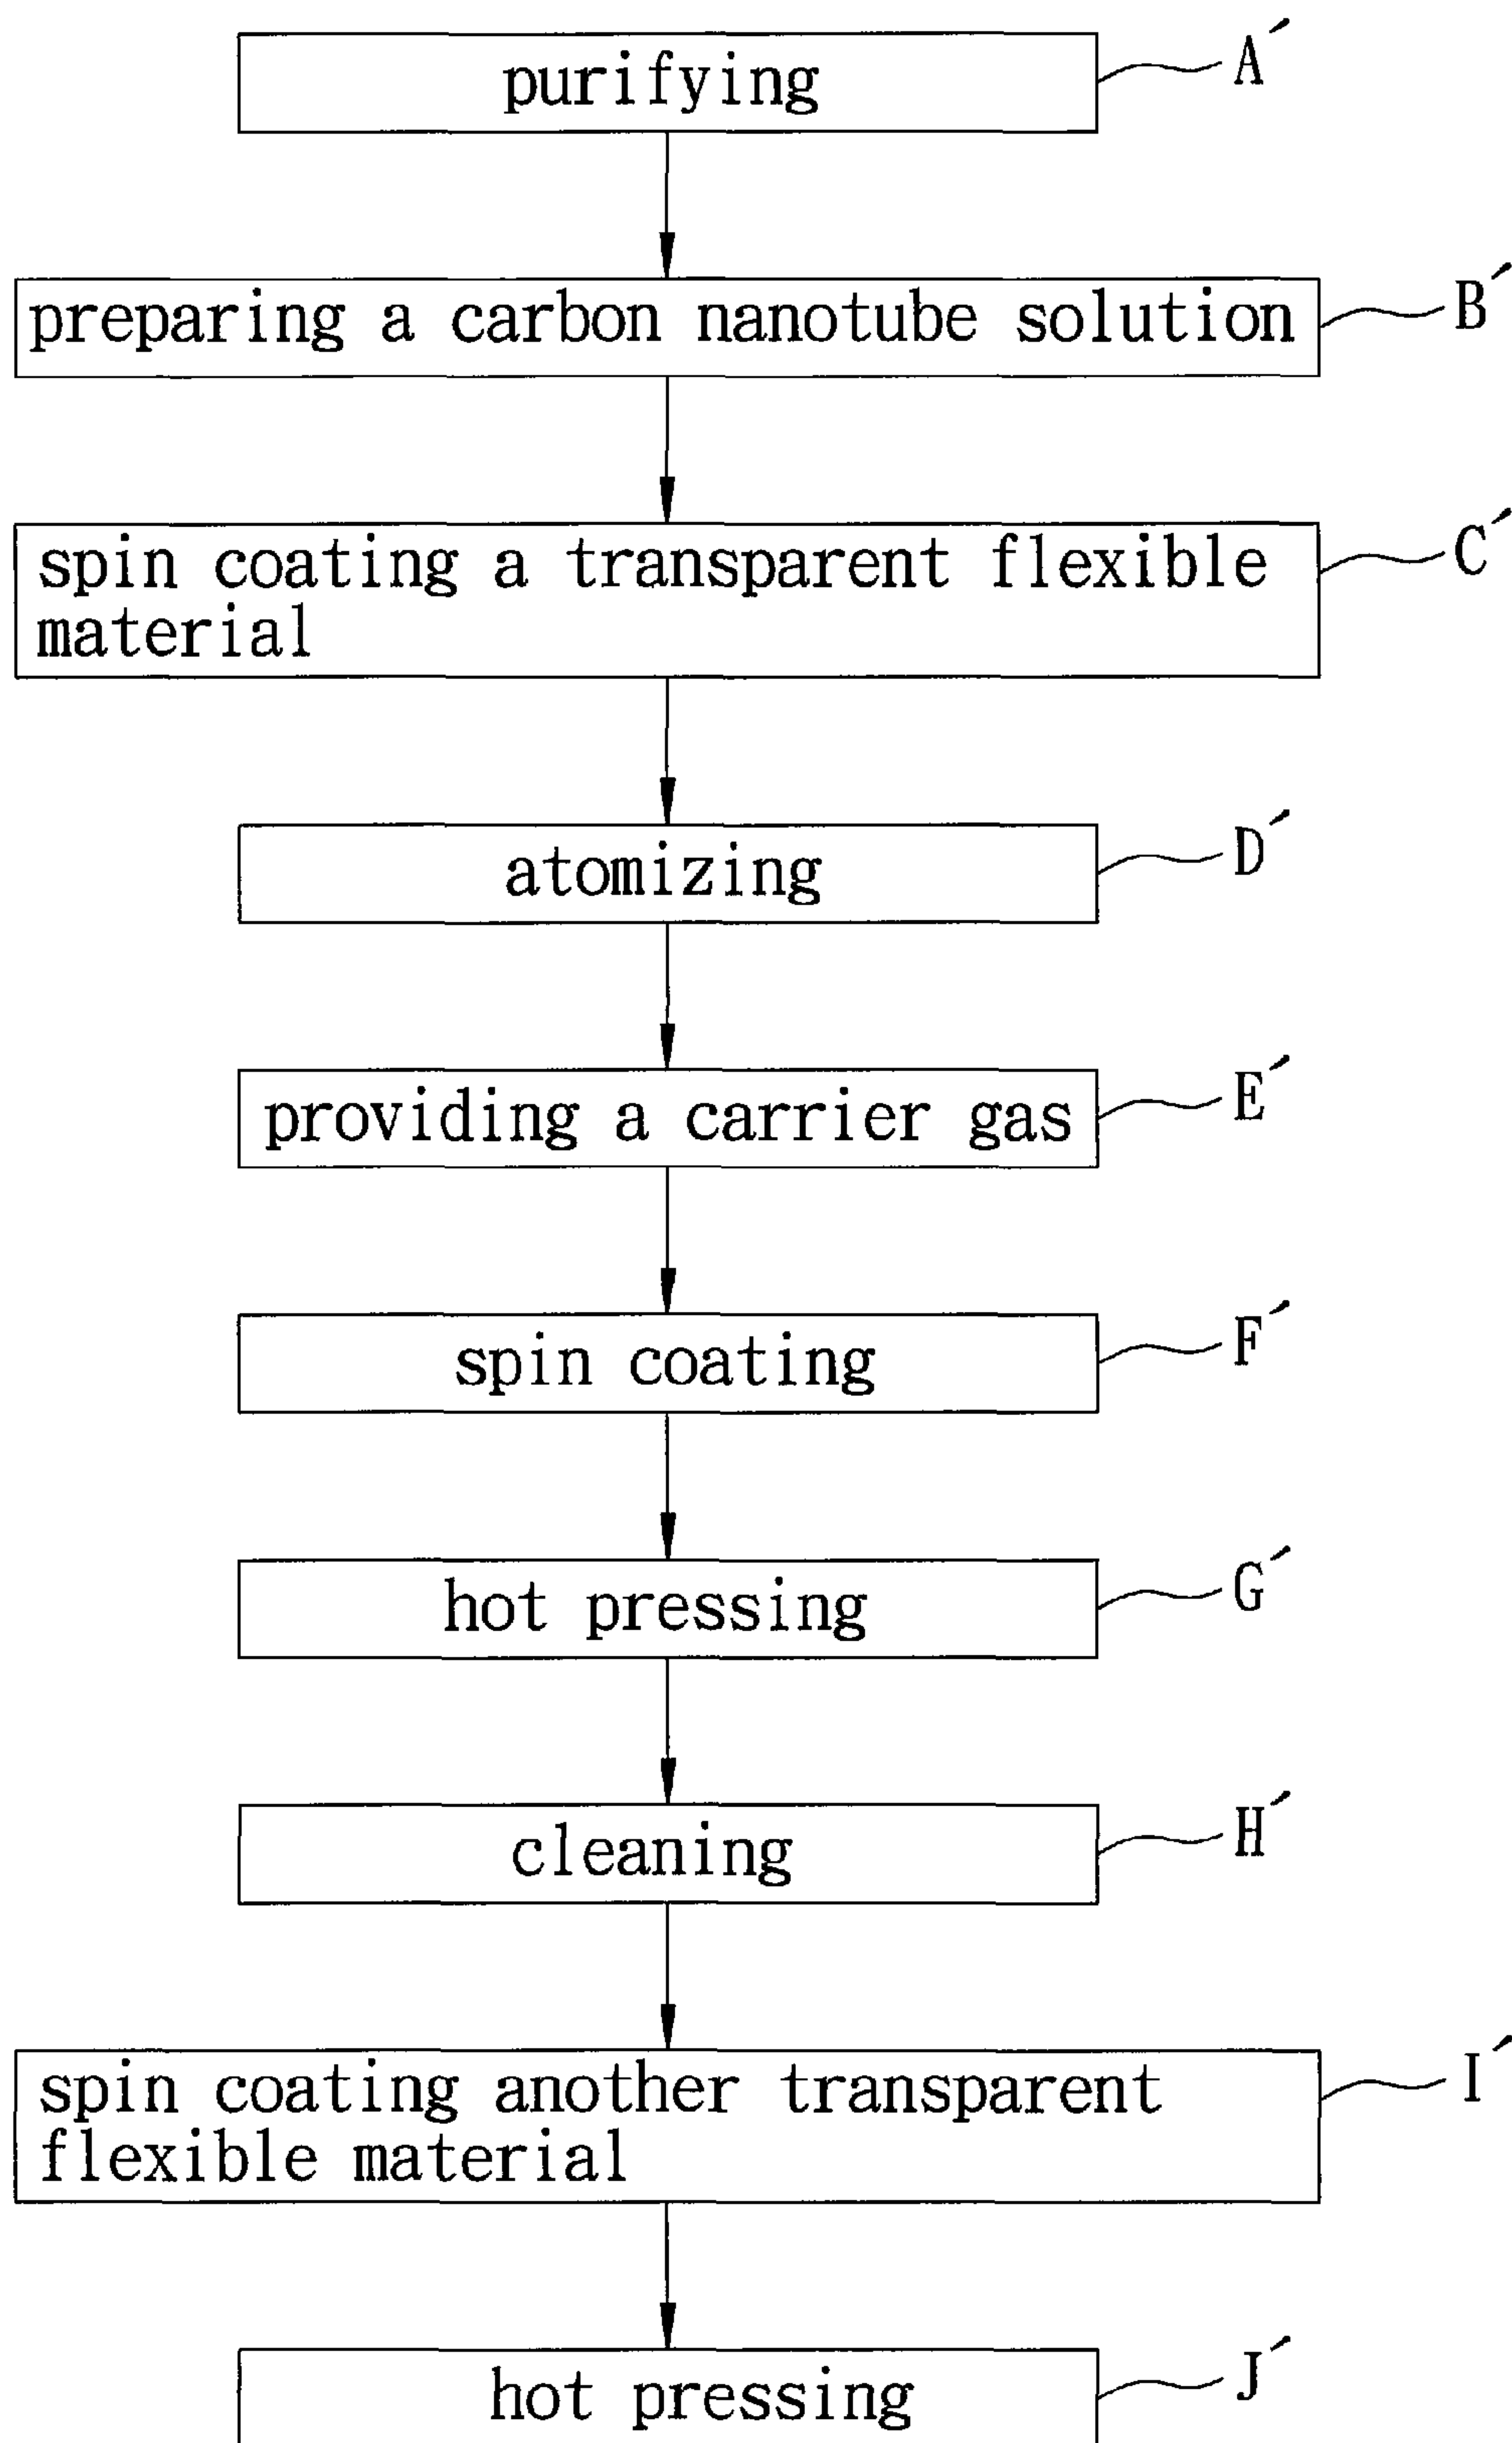 purifying A´
preparing a carbon nanotube solution B´
spin coating a transparent flexible C´
material
atomizing D´
providing a carrier gas E´
spin coating F´
hot pressing G´
cleaning H´
spin coating another transparent I´
flexible material
hot pressing J´